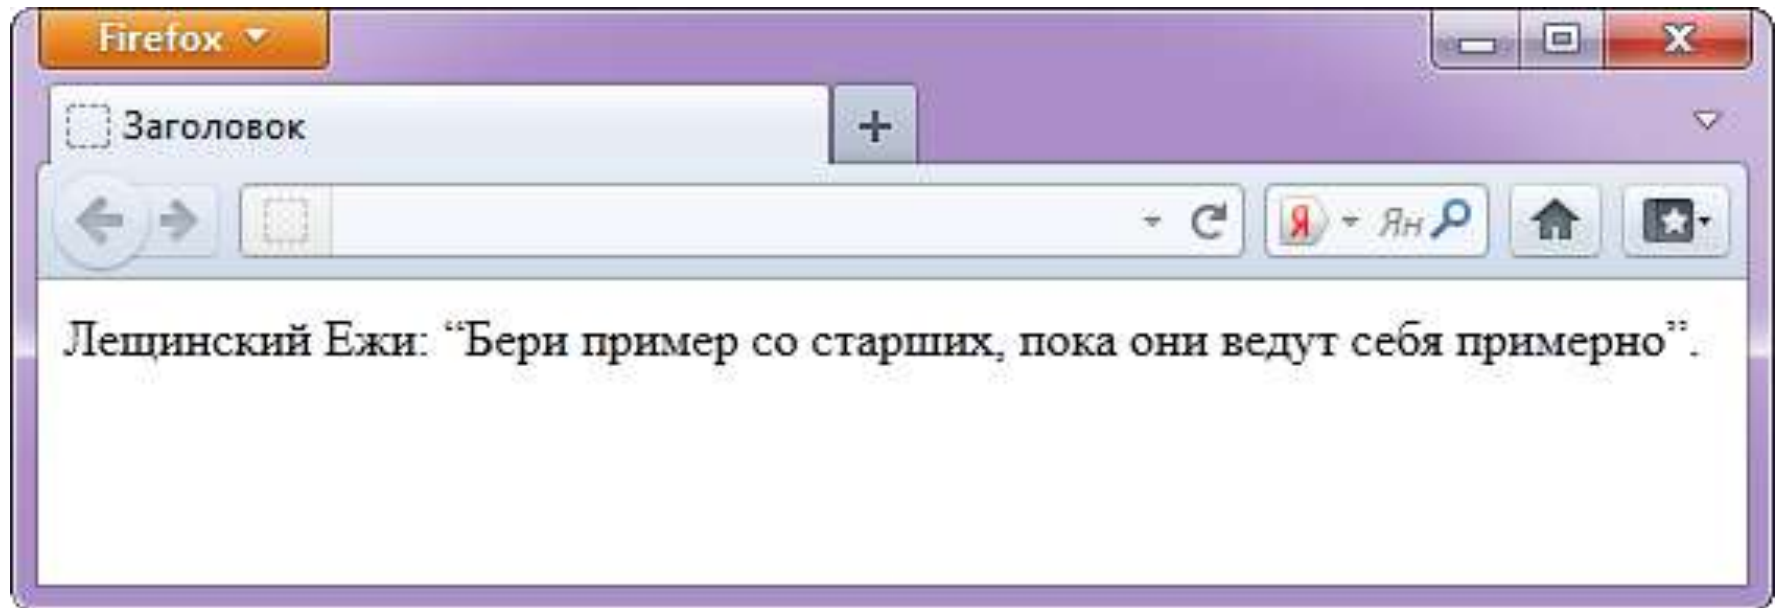 Firefox
Заголовок
Я Ян
Лещинский Ежи: “Бери пример со старших, пока они ведут себя примерно”.